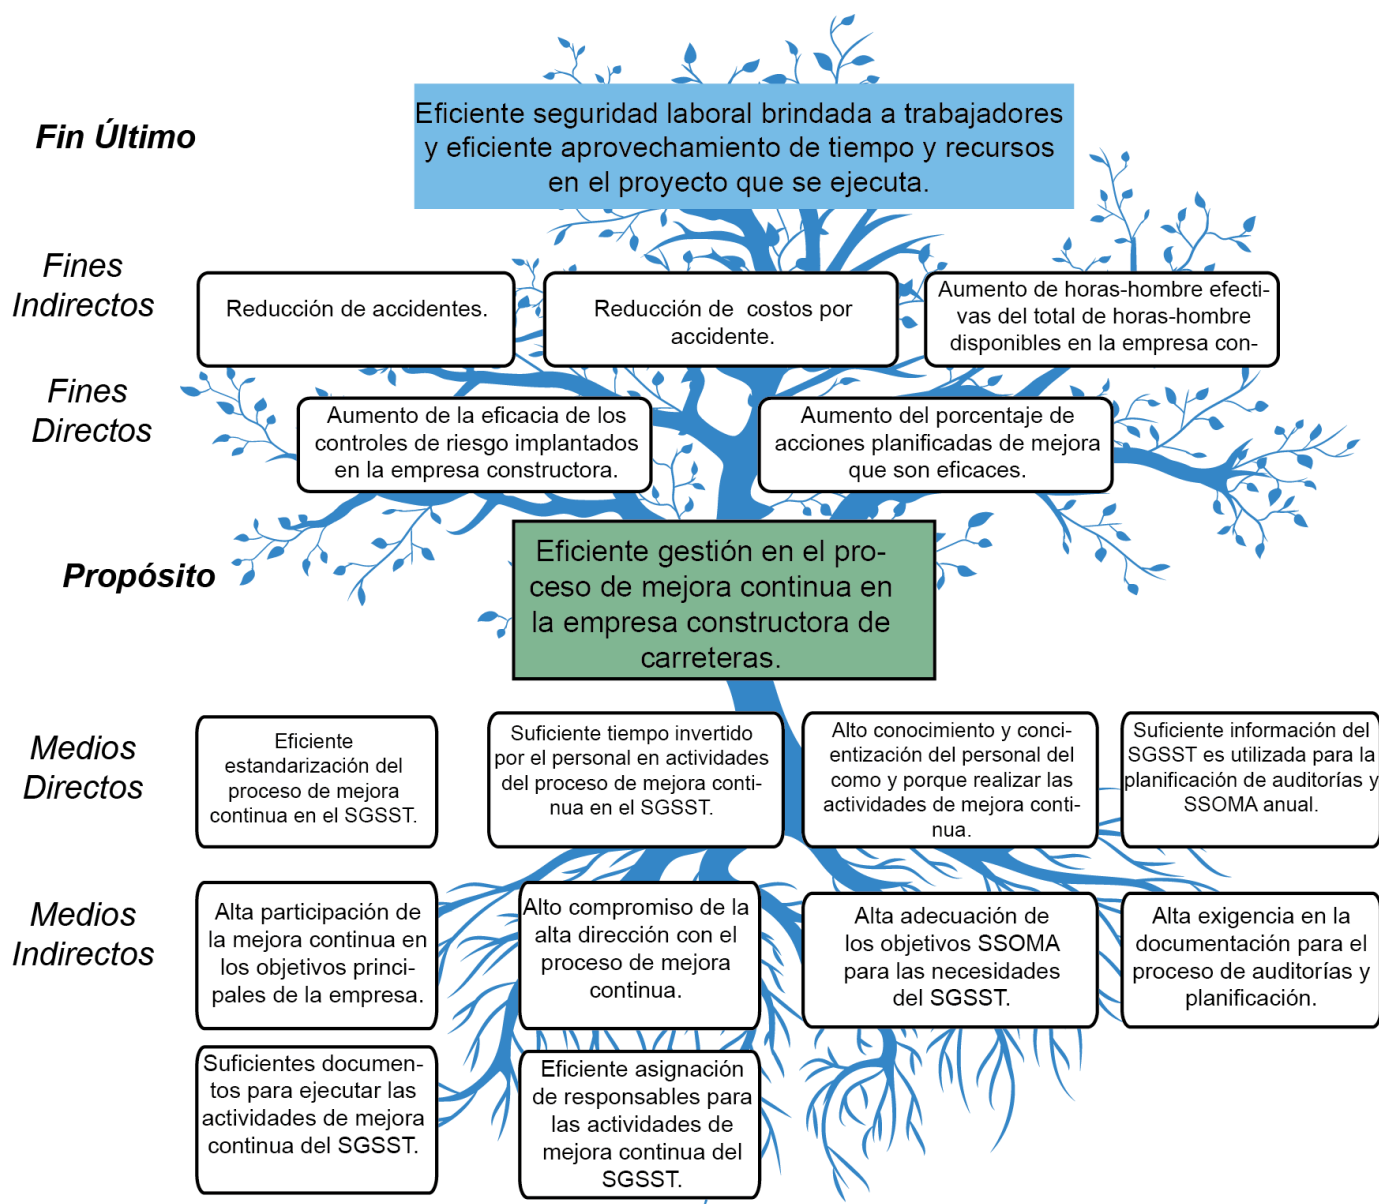 Fin Último
Eficiente seguridad laboral brindada a trabajadores
y eficiente aprovechamiento de tiempo y recursos
en el proyecto que se ejecuta.
Fines
Indirectos
Reducción de accidentes.
Reducción de costos por
accidente.
Aumento de horas-hombre efecti-
vas del total de horas-hombre
disponibles en la empresa con-
Fines
Directos
Aumento de la eficacia de los
controles de riesgo implantados
en la empresa constructora.
Aumento del porcentaje de
acciones planificadas de mejora
que son eficaces.
Propósito
Eficiente gestión en el pro-
ceso de mejora continua en
la empresa constructora de
carreteras.
Medios
Directos
Eficiente
estandarización del
proceso de mejora
continua en el SGSST.
Suficiente tiempo invertido
por el personal en actividades
del proceso de mejora conti-
nua en el SGSST.
Alto conocimiento y conci-
entización del personal del
como y porque realizar las
actividades de mejora conti-
nua.
Suficiente información del
SGSST es utilizada para la
planificación de auditorías y
SSOMA anual.
Medios
Indirectos
Alta participación de
la mejora continua en
los objetivos princi-
pales de la empresa.
Alto compromiso de la
alta dirección con el
proceso de mejora
continua.
Alta adecuación de
los objetivos SSOMA
para las necesidades
del SGSST.
Alta exigencia en la
documentación para el
proceso de auditorías y
planificación.
Suficientes documen-
tos para ejecutar las
actividades de mejora
continua del SGSST.
Eficiente asignación
de responsables para
las actividades de
mejora continua del
SGSST.